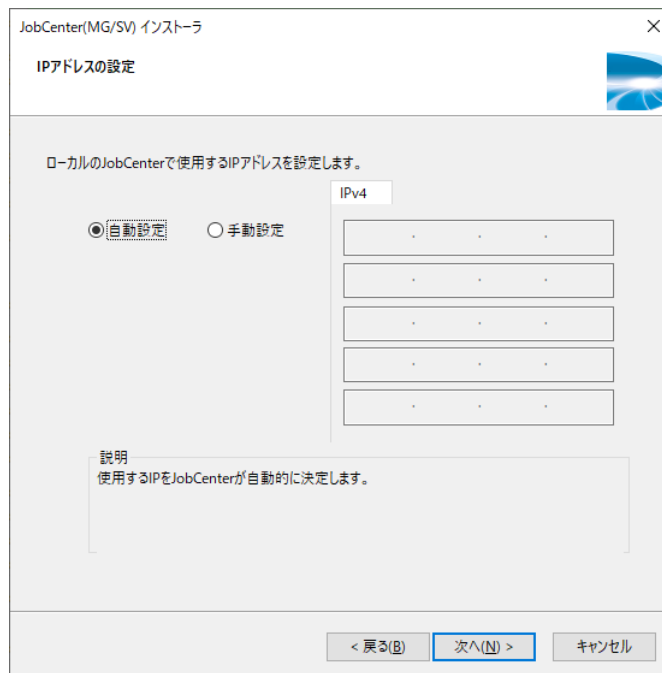 JobCenter(MG/SV) インストーラ
IPアドレスの設定
ローカルのJobCenterで使用するIPアドレスを設定します。
IPv4
自動設定 手動設定
説明
使用するIPをJobCenterが自動的に決定します。
< 戻る(B) 次へ(N) > キャンセル